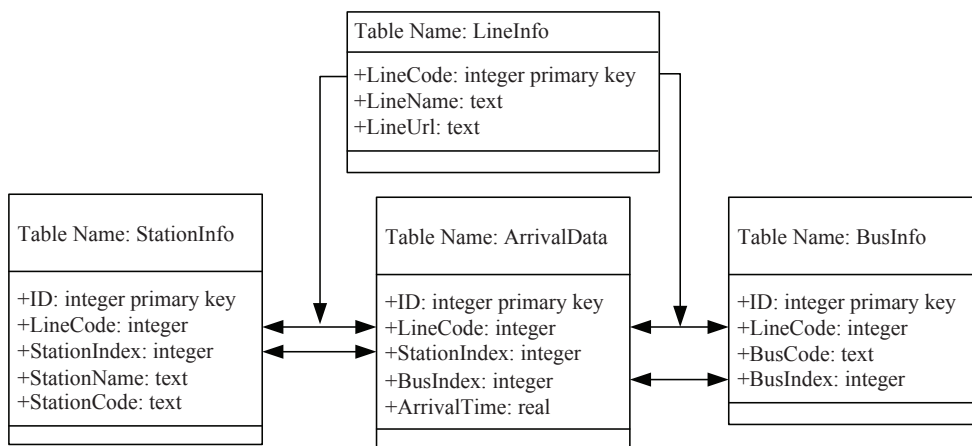 Table Name: LineInfo
+LineCode: integer primary key
+LineName: text
+LineUrl: text
Table Name: StationInfo
+ID: integer primary key
+LineCode: integer
+StationIndex: integer
+StationName: text
+StationCode: text
Table Name: ArrivalData
+ID: integer primary key
+LineCode: integer
+StationIndex: integer
+BusIndex: integer
+ArrivalTime: real
Table Name: BusInfo
+ID: integer primary key
+LineCode: integer
+BusCode: text
+BusIndex: integer